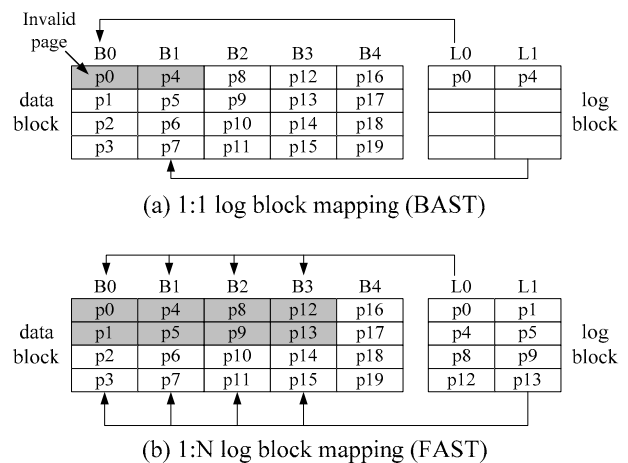 Invalid
page
B0 B1 B2 B3 B4 L0 L1
p0 p4 p8 p12 p16 p0 p4
data
block
p1 p5 p9 p13 p17
p2 p6 p10 p14 p18
p3 p7 p11 p15 p19
log
block
(a) 1:1 log block mapping (BAST)
B0 B1 B2 B3 B4 L0 L1
p0 p4 p8 p12 p16 p0 p1
data
block
p1 p5 p9 p13 p17 p4 p5
p2 p6 p10 p14 p18 p8 p9
p3 p7 p11 p15 p19 p12 p13
log
block
(b) 1:N log block mapping (FAST)